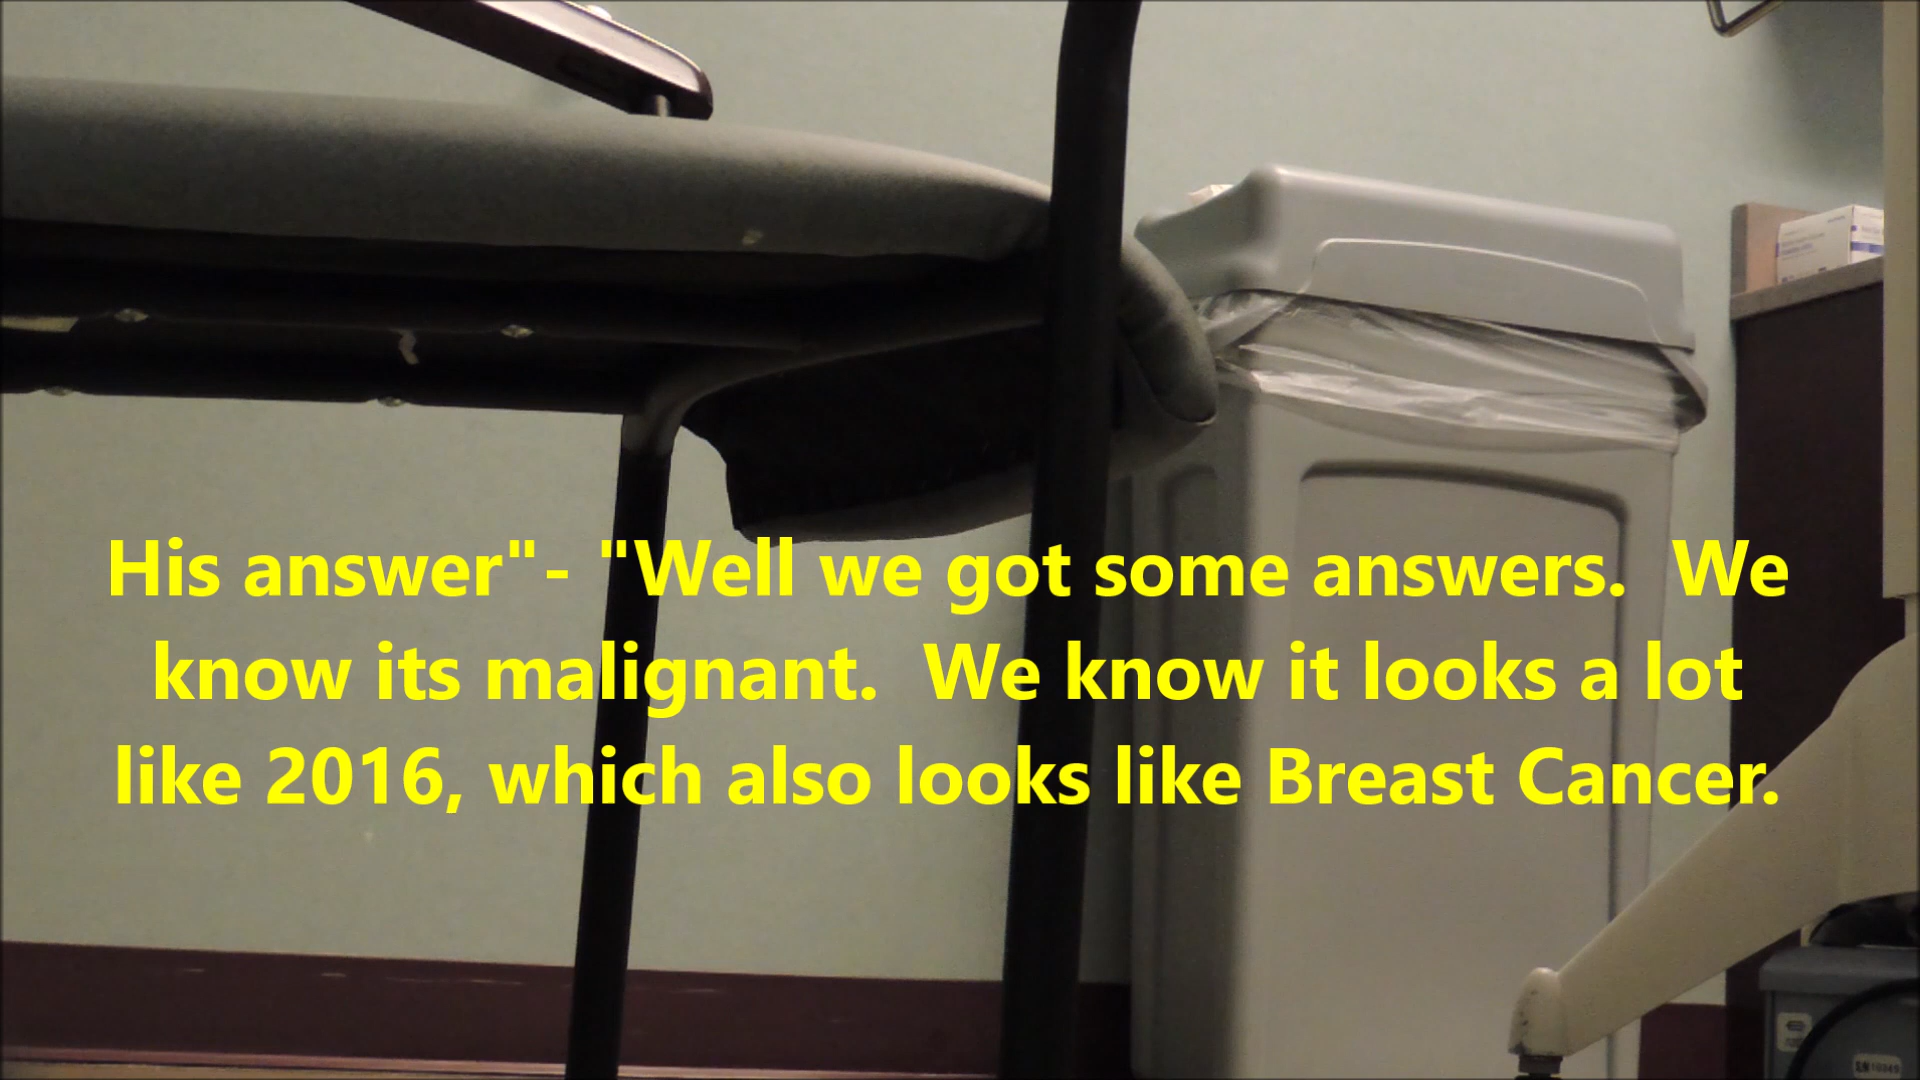 His answer"-  "Well we got some answers.  We
know its malignant.  We know it looks a lot
like 2016, which also looks like Breast Cancer.